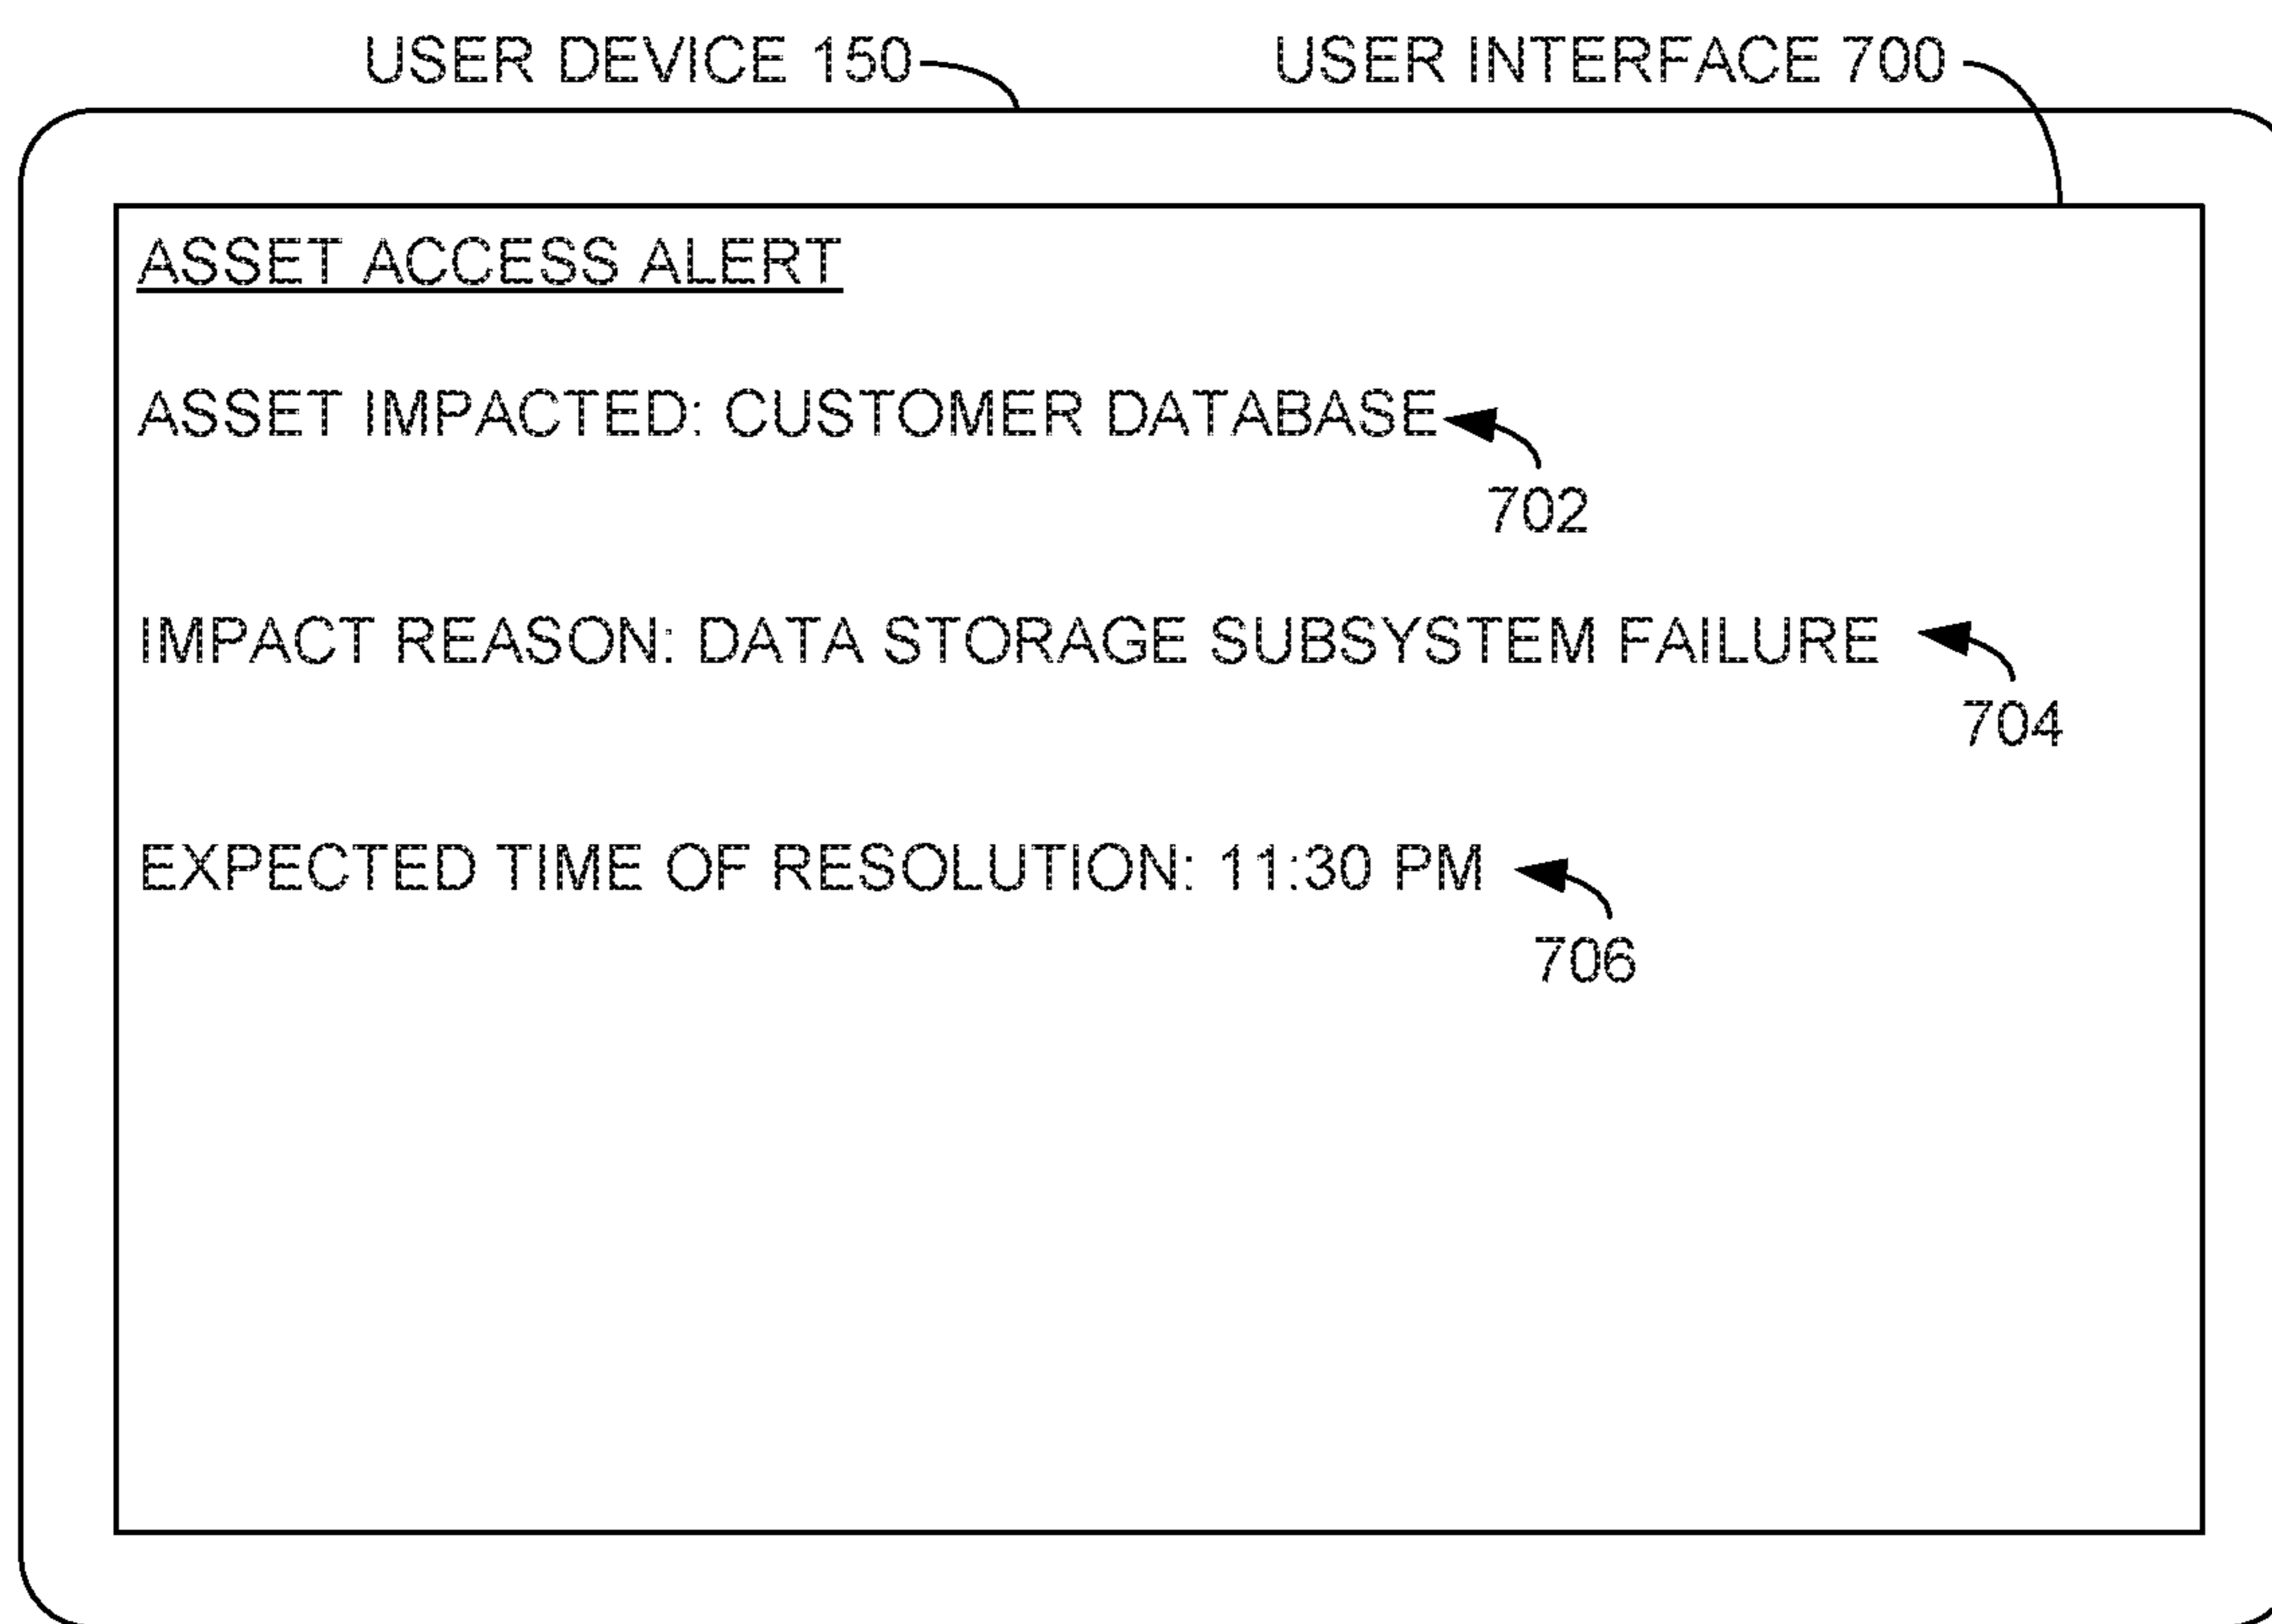 USER DEVICE 150
USER INTERFACE 700
ASSET ACCESS ALERT
ASSET IMPACTED: CUSTOMER DATABASE
702
IMPACT REASON: DATA STORAGE SUBSYSTEM FAILURE
704
EXPECTED TIME OF RESOLUTION: 11:30 PM
706